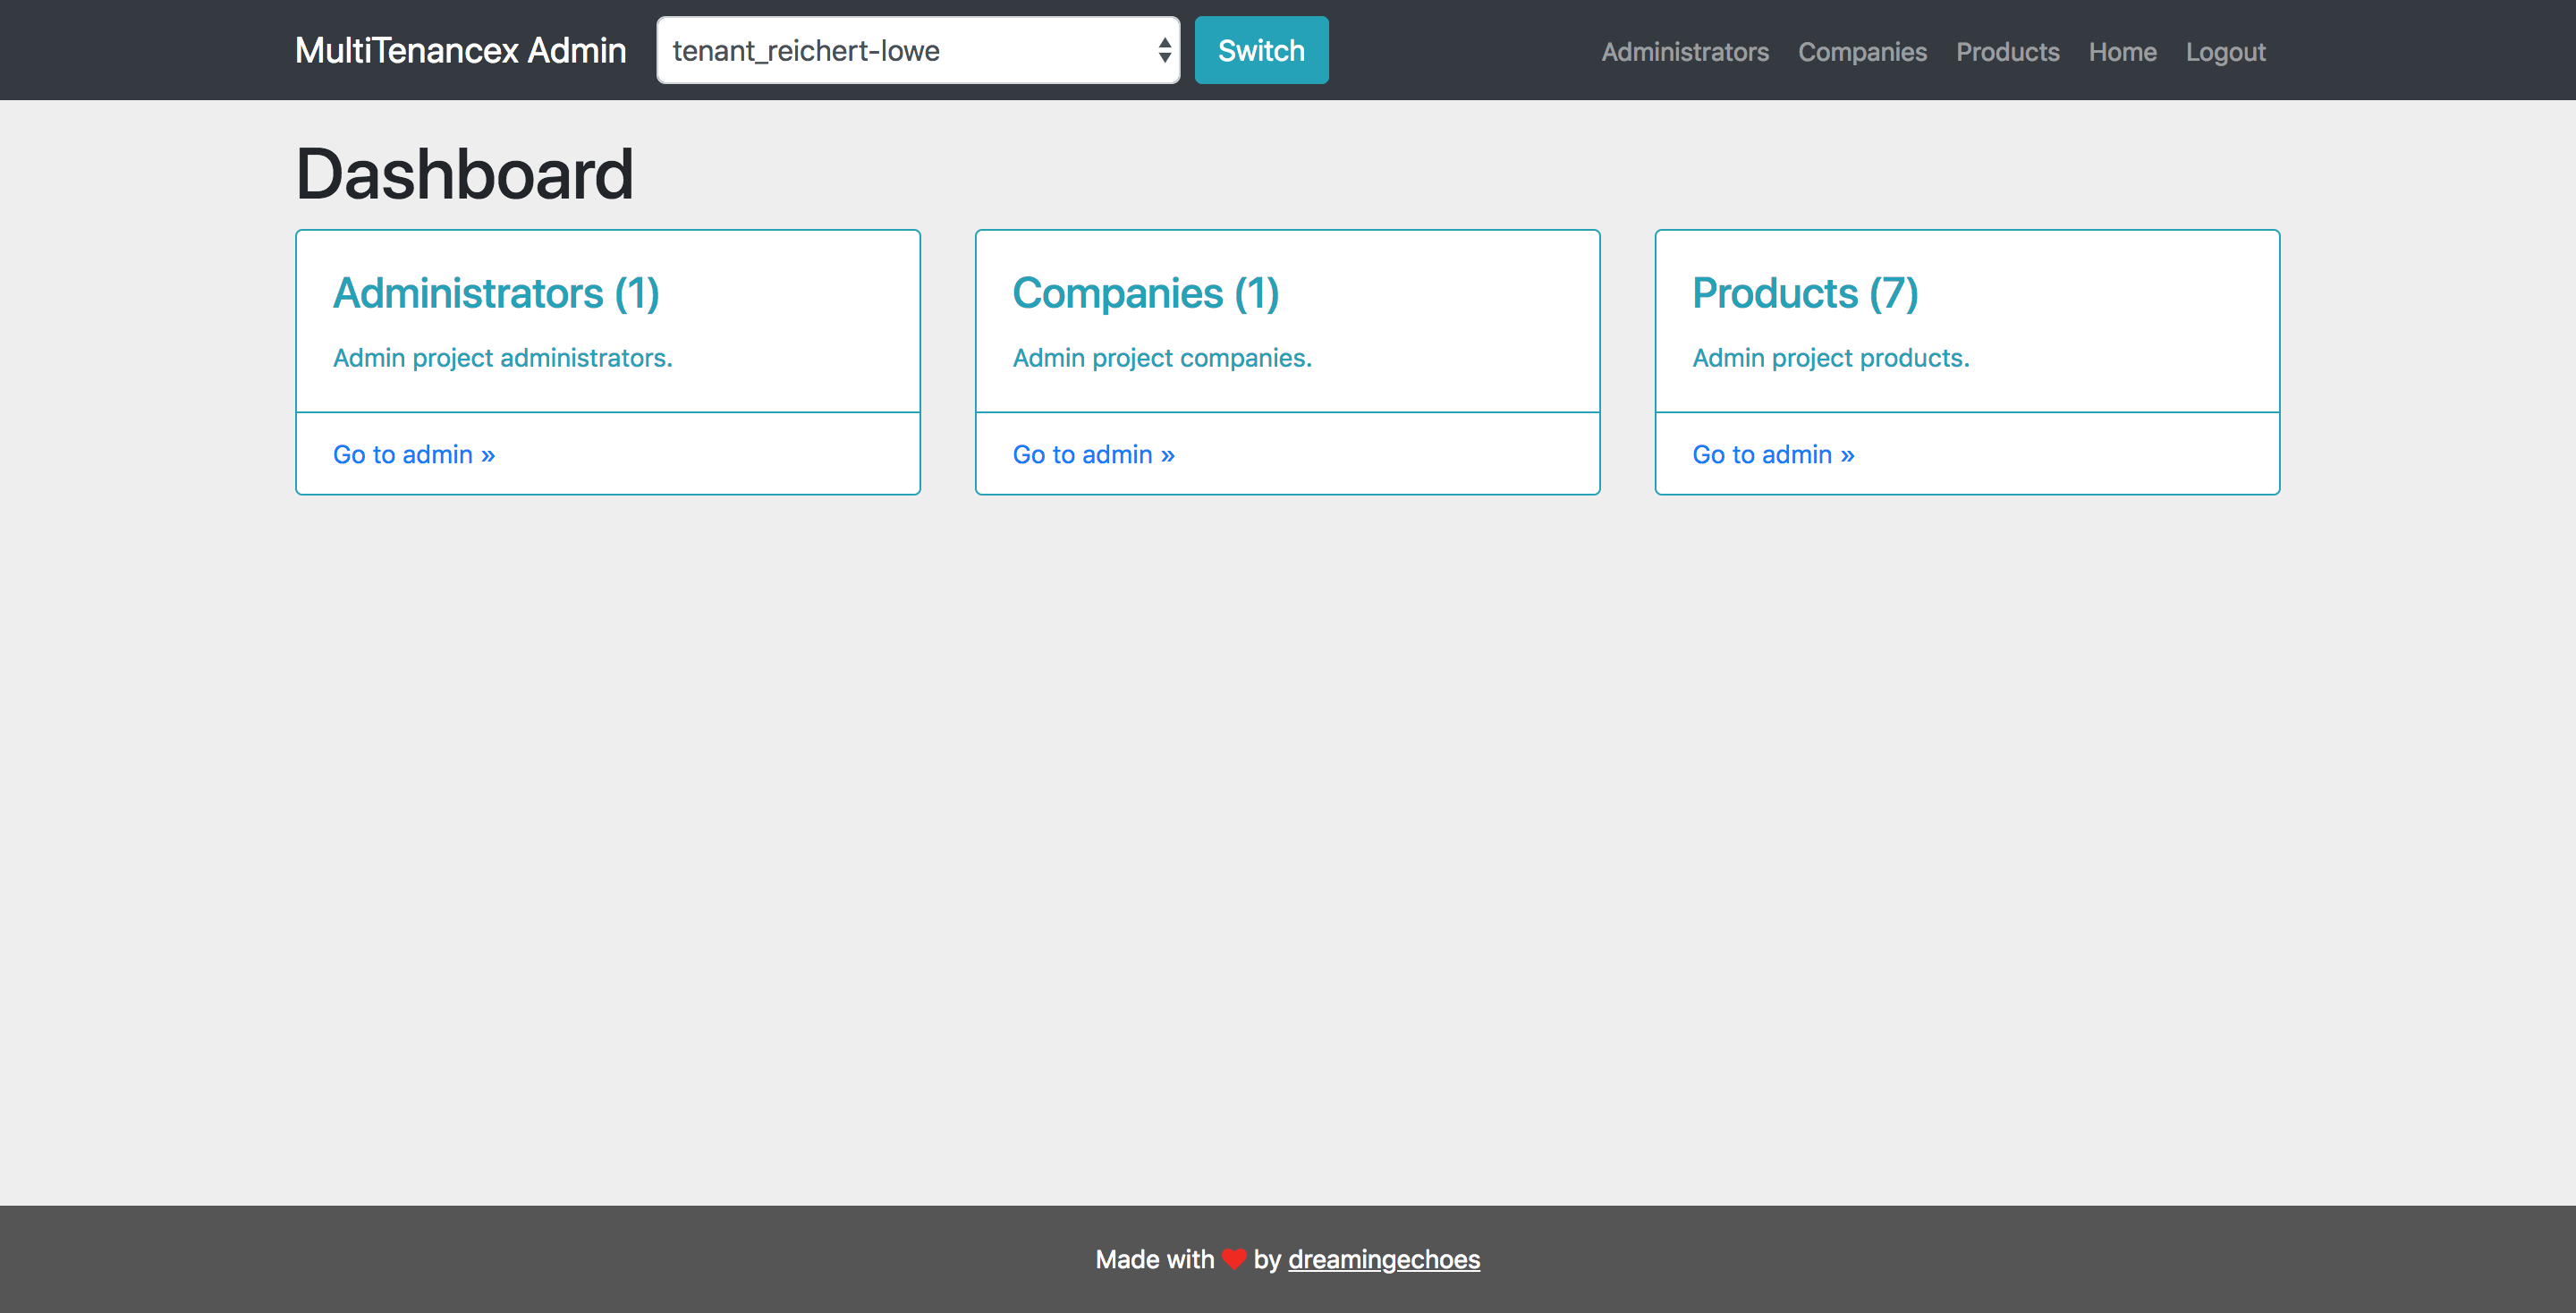 MultiTenancex Admin tenant_reichert-lowe Switch Administrators Companies Products Home Logout
Dashboard
Administrators (1)
Admin project administrators.
Go to admin »
Companies (1)
Admin project companies.
Go to admin »
Products (7)
Admin project products.
Go to admin »
Made with ❤ by dreamingechoes